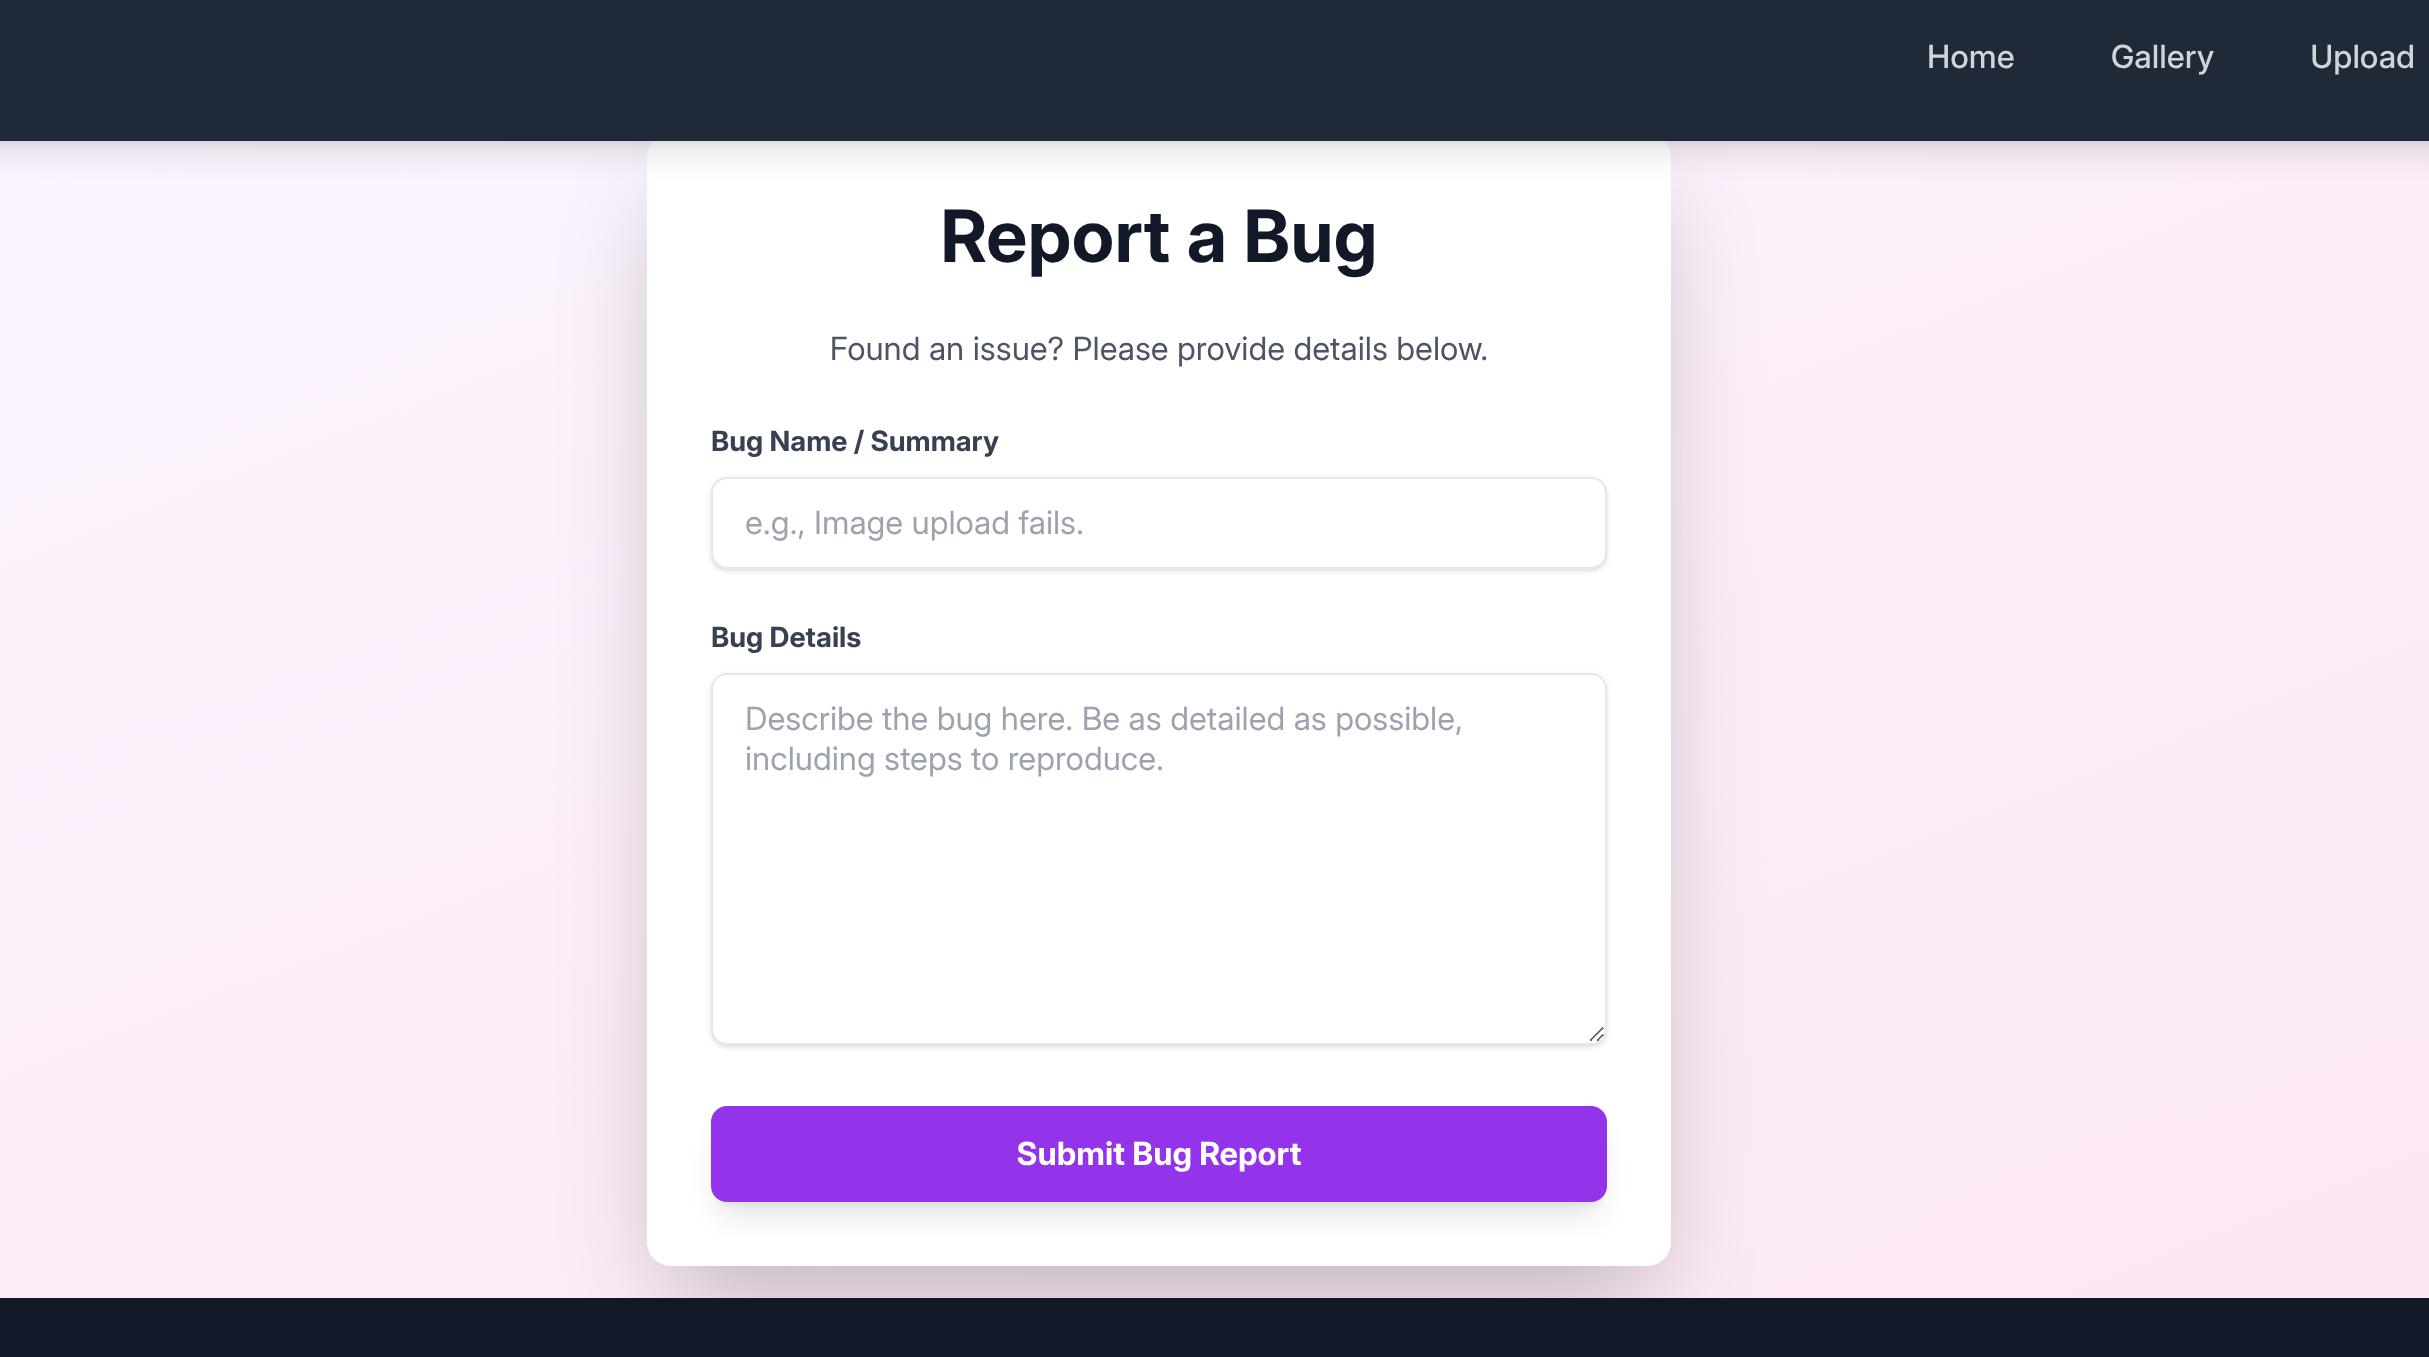 Home Gallery Upload
Report a Bug
Found an issue? Please provide details below.
Bug Name / Summary
e.g., Image upload fails.
Bug Details
Describe the bug here. Be as detailed as possible,
including steps to reproduce.
Submit Bug Report